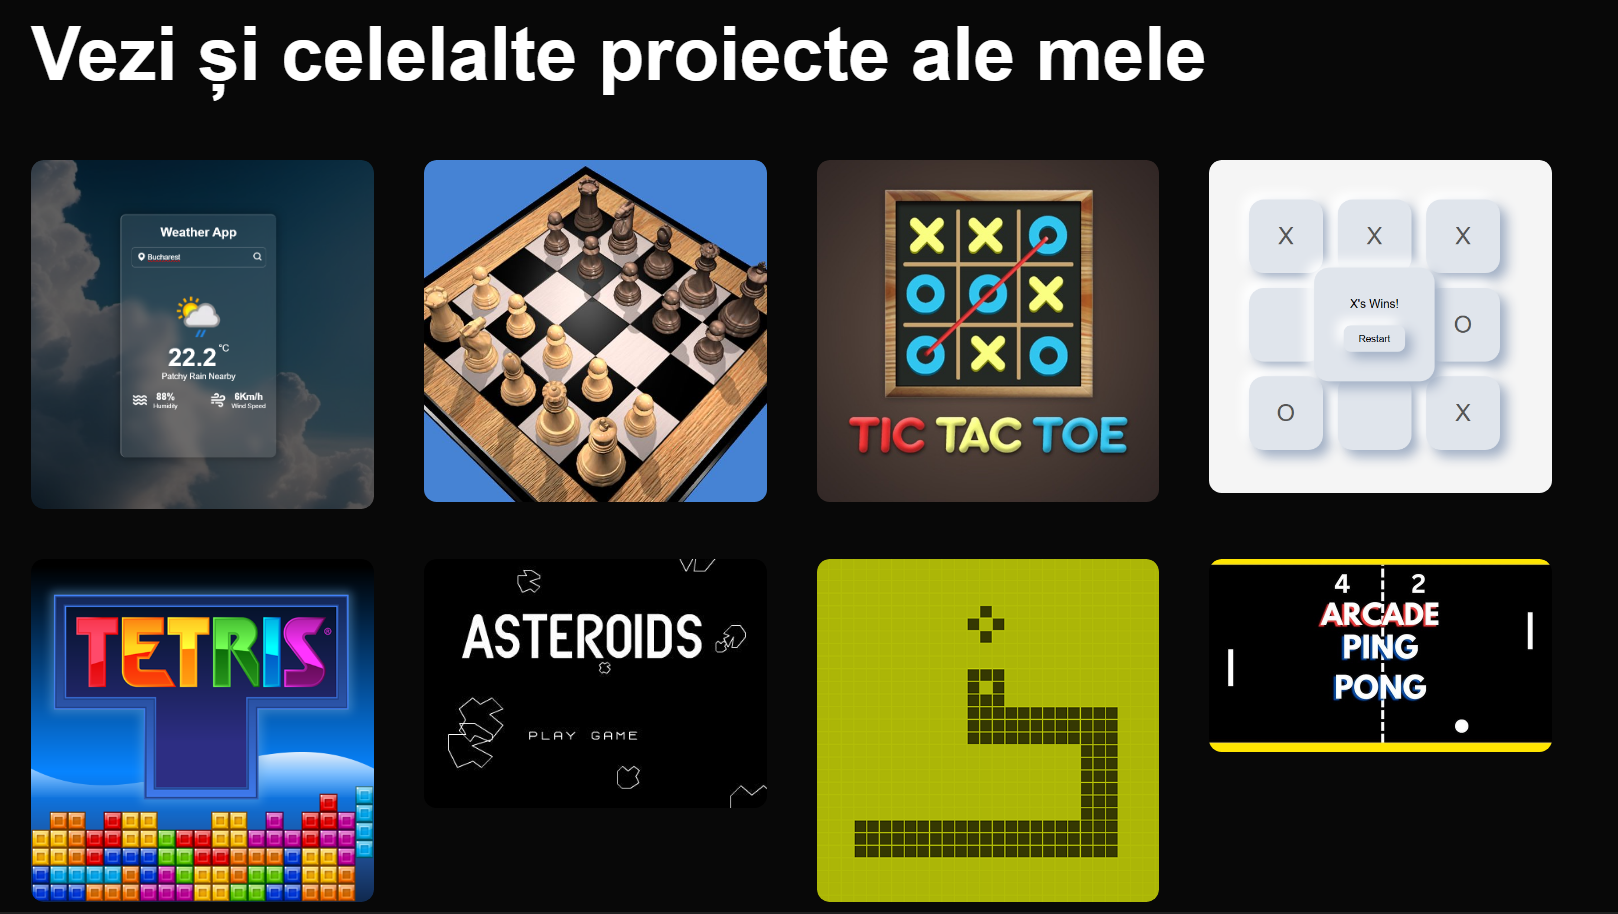 Vezi și celelalte proiecte ale mele
Weather App
Bucharest
22.2 °C
Patchy Rain Nearby
88%
Humidity
6Km/h
Wind Speed
X X O
O O X
O X O
TIC TAC TOE
X X X
X's Wins!
O
Restart
O X
TETRIS®
ASTEROIDS
PLAY GAME
4 2
ARCADE
PING
PONG